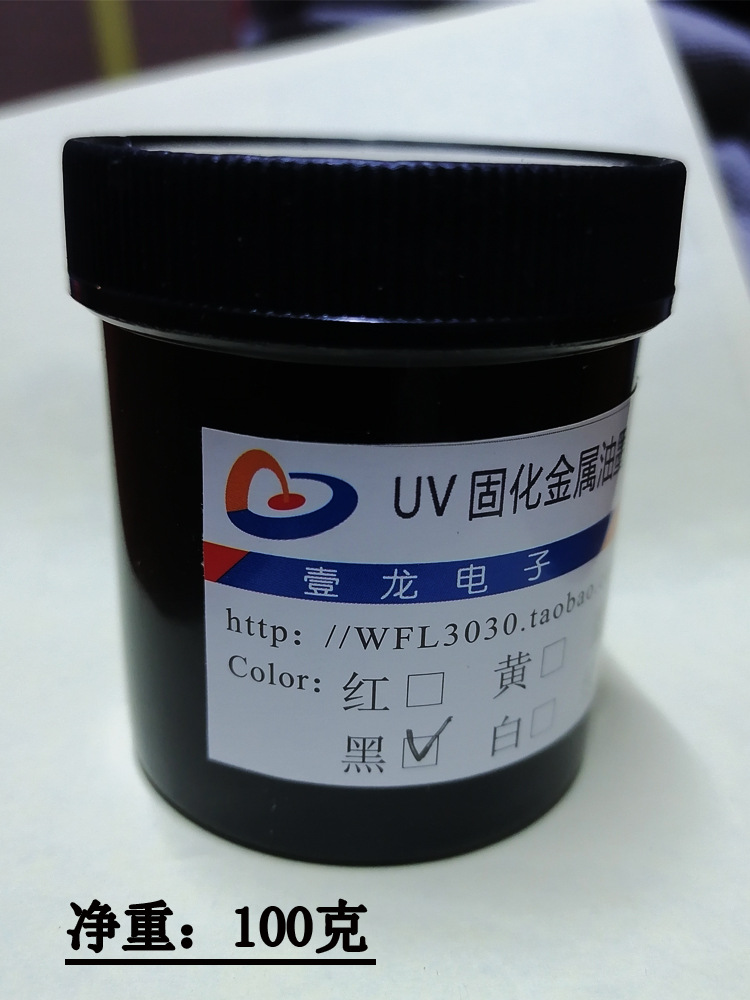 UV 固化金属油墨
壹龙电子
http: //WFL3030.taobao.
Color: 红 □ 黄 □
黑 ☑ 白 □
净重：100克